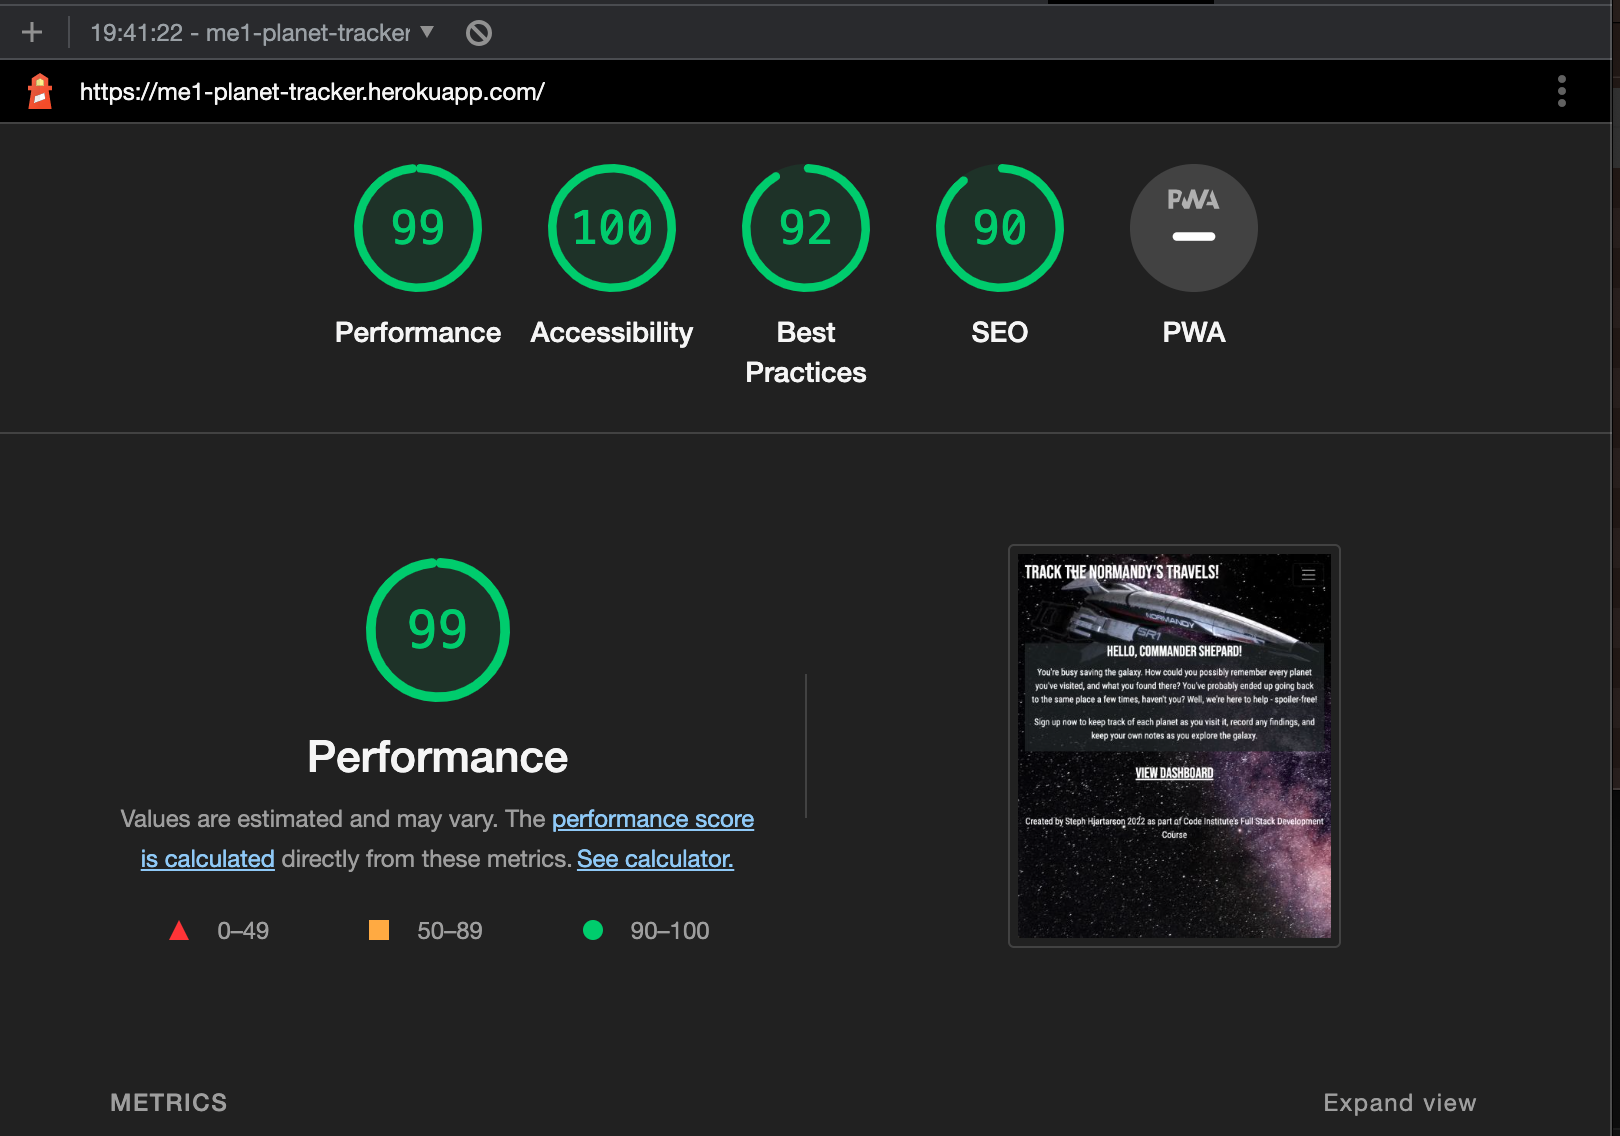 19:41:22 - me1-planet-tracker
https://me1-planet-tracker.herokuapp.com/
99
100
92
90
PWA
Performance
Accessibility
Best
Practices
SEO
PWA
99
Performance
Values are estimated and may vary. The performance score
is calculated directly from these metrics. See calculator.
0–49
50–89
90–100
TRACK THE NORMANDY'S TRAVELS!
NORMANDY
SR1
HELLO, COMMANDER SHEPARD!
You're busy saving the galaxy. How could you possibly remember every planet
you've visited, and what you found there? You've probably ended up going back
to the same place a few times, haven't you? Well, we're here to help - spoiler-free!
Sign up now to keep track of each planet as you visit it, record any findings, and
keep your own notes as you explore the galaxy.
VIEW DASHBOARD
Created by Steph Hjartarson 2022 as part of Code Institute's Full Stack Development
Course
METRICS
Expand view